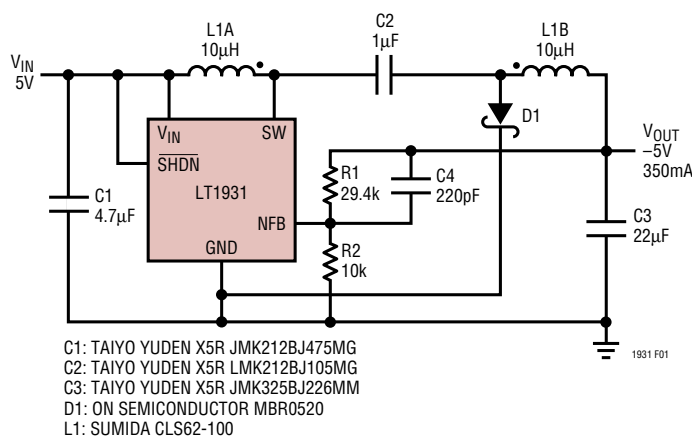 L1A
10µH
C2
1µF
L1B
10µH
VIN
5V
D1
VIN
SW
SHDN
LT1931
NFB
GND
C1
4.7µF
R1
29.4k
C4
220pF
R2
10k
VOUT
–5V
350mA
C3
22µF
1931 F01
C1: TAIYO YUDEN X5R JMK212BJ475MG
C2: TAIYO YUDEN X5R LMK212BJ105MG
C3: TAIYO YUDEN X5R JMK325BJ226MM
D1: ON SEMICONDUCTOR MBR0520
L1: SUMIDA CLS62-100